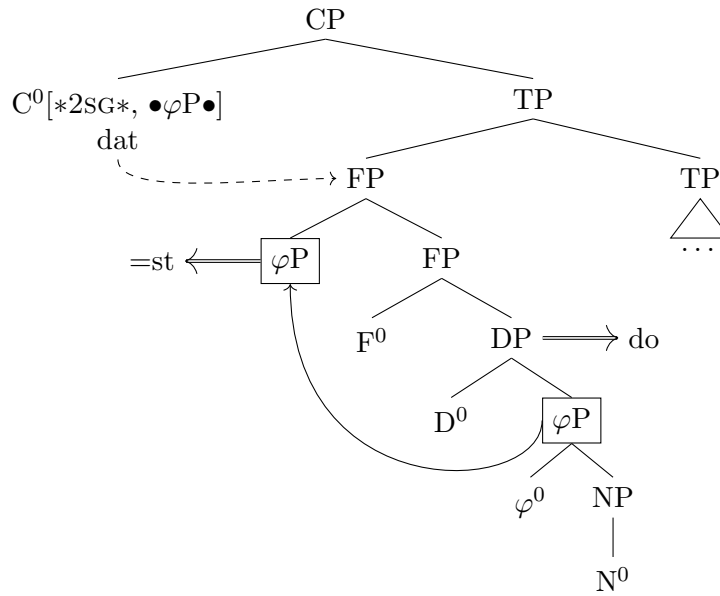 CP
C⁰[∗2SG∗, •φP•]
TP
dat
FP
TP
=st
φP
FP
...
F⁰
DP
do
D⁰
φP
φ⁰
NP
N⁰